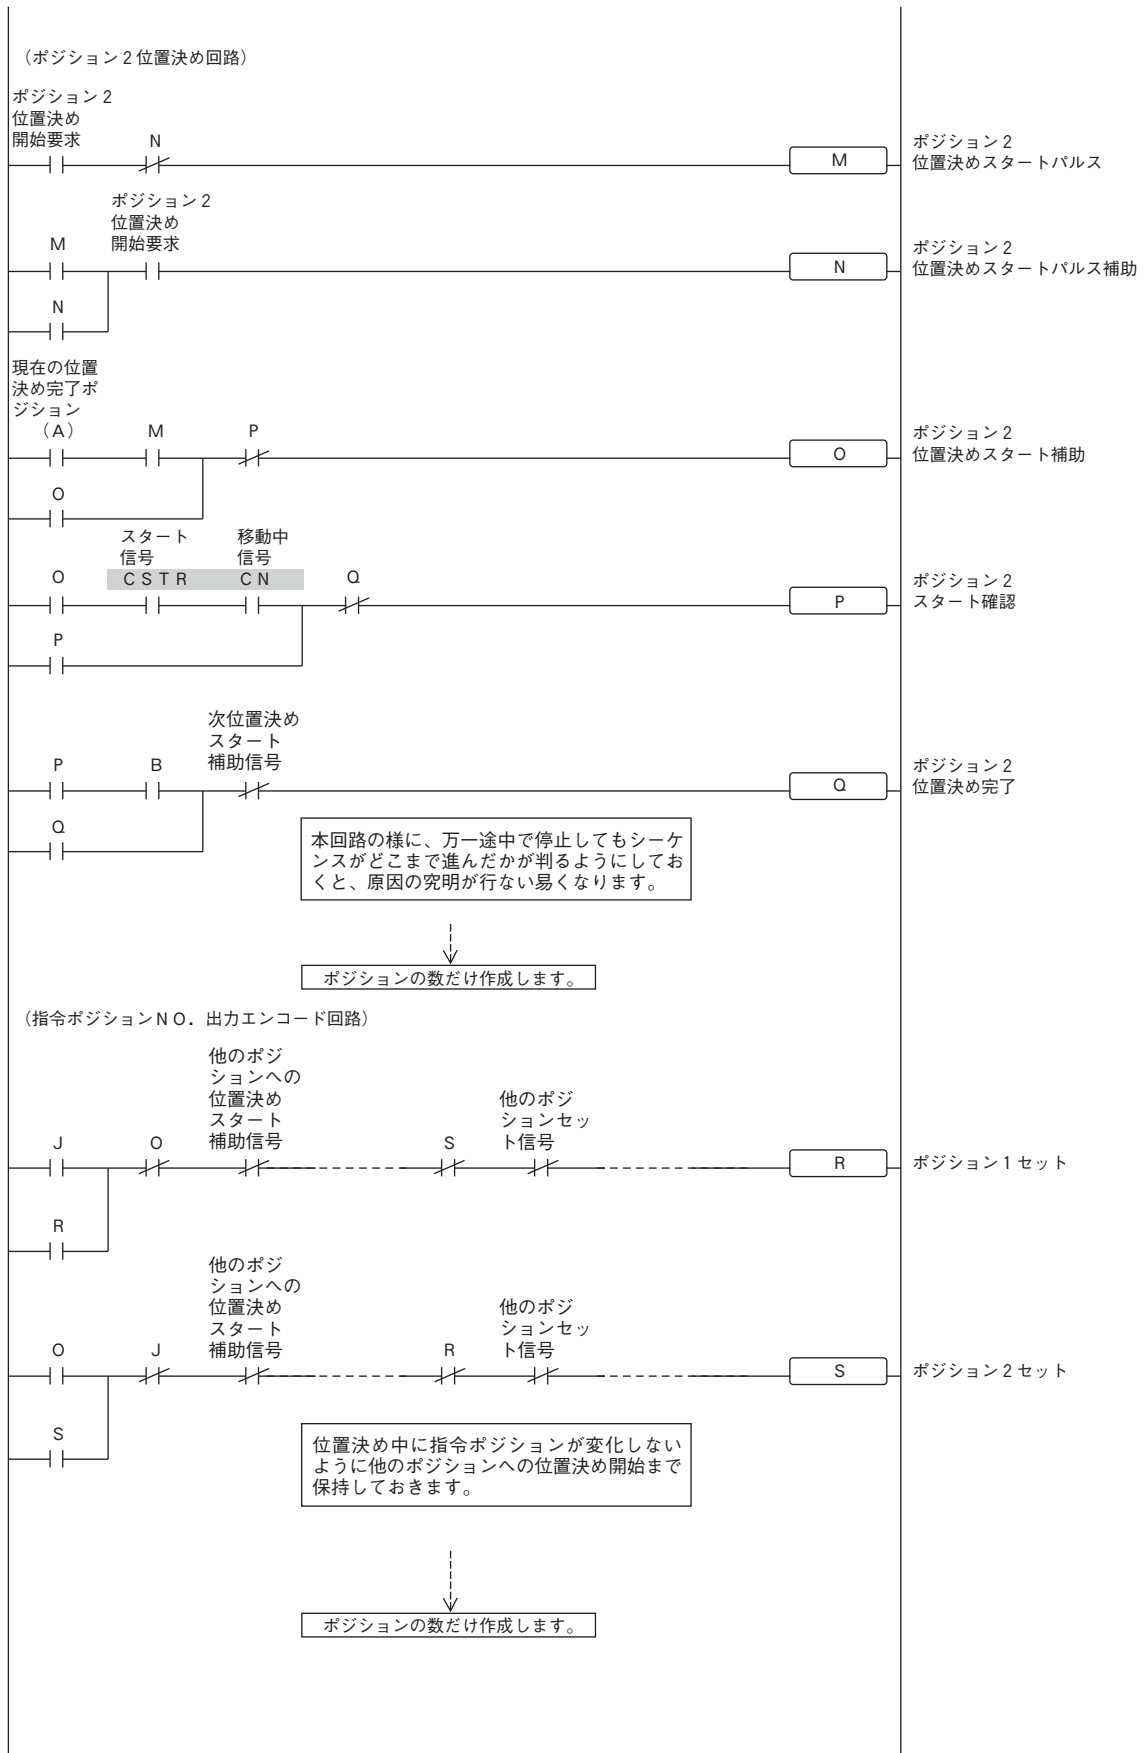 （ポジション２位置決め回路）
ポジション２
位置決め
開始要求
N
M
ポジション２
位置決めスタートパルス
ポジション２
位置決め
開始要求
M
N
ポジション２
位置決めスタートパルス補助
N
現在の位置
決め完了ポ
ジション
（A）
M
P
O
ポジション２
位置決めスタート補助
O
スタート
信号
移動中
信号
O
ＣＳＴＲ
ＣＮ
Q
P
ポジション２
スタート確認
P
次位置決め
スタート
補助信号
P
B
Q
ポジション２
位置決め完了
Q
本回路の様に、万一途中で停止してもシーケ
ンスがどこまで進んだかが判るようにしてお
くと、原因の究明が行ない易くなります。
ポジションの数だけ作成します。
（指令ポジションＮＯ．出力エンコード回路）
他のポジ
ションへの
位置決め
スタート
補助信号
他のポジ
ションセッ
ト信号
J
O
S
R
ポジション１セット
R
他のポジ
ションへの
位置決め
スタート
補助信号
他のポジ
ションセッ
ト信号
O
J
R
S
ポジション２セット
S
位置決め中に指令ポジションが変化しない
ように他のポジションへの位置決め開始まで
保持しておきます。
ポジションの数だけ作成します。